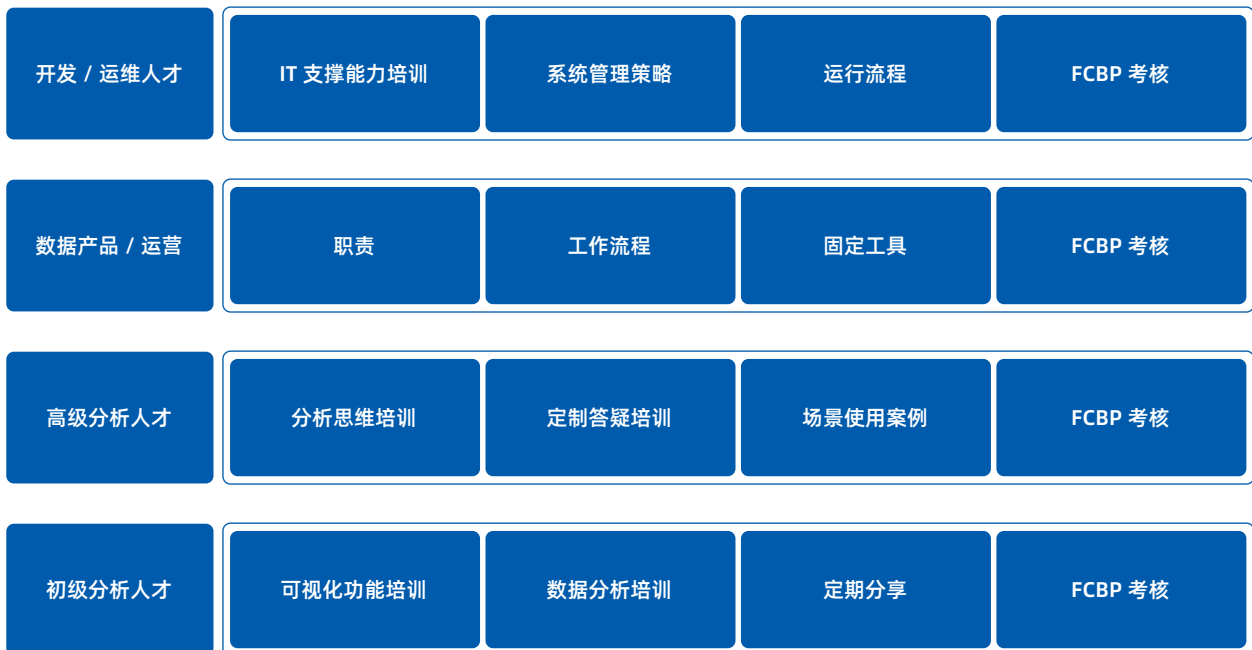 开发 / 运维人才
IT 支撑能力培训
系统管理策略
运行流程
FCBP 考核
数据产品 / 运营
职责
工作流程
固定工具
FCBP 考核
高级分析人才
分析思维培训
定制答疑培训
场景使用案例
FCBP 考核
初级分析人才
可视化功能培训
数据分析培训
定期分享
FCBP 考核